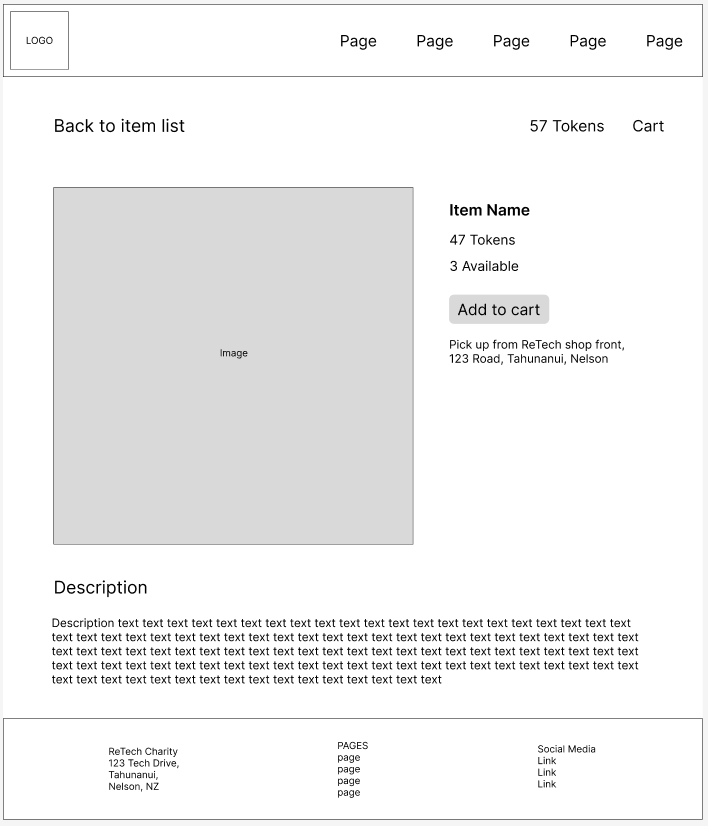 LOGO
Page Page Page Page Page
Back to item list
57 Tokens Cart
Item Name
47 Tokens
3 Available
Add to cart
Pick up from ReTech shop front,
123 Road, Tahunanui, Nelson
Image
Description
Description text text text text text text text text text text text text text text text text text text text text text
text text text text text text text text text text text text text text text text text text text text text text text text
text text text text text text text text text text text text text text text text text text text text text text text text
text text text text text text text text text text text text text text text text text text text text text text text text
text text text text text text text text text text text text text text text text
ReTech Charity
123 Tech Drive,
Tahunanui,
Nelson, NZ
PAGES
page
page
page
page
Social Media
Link
Link
Link